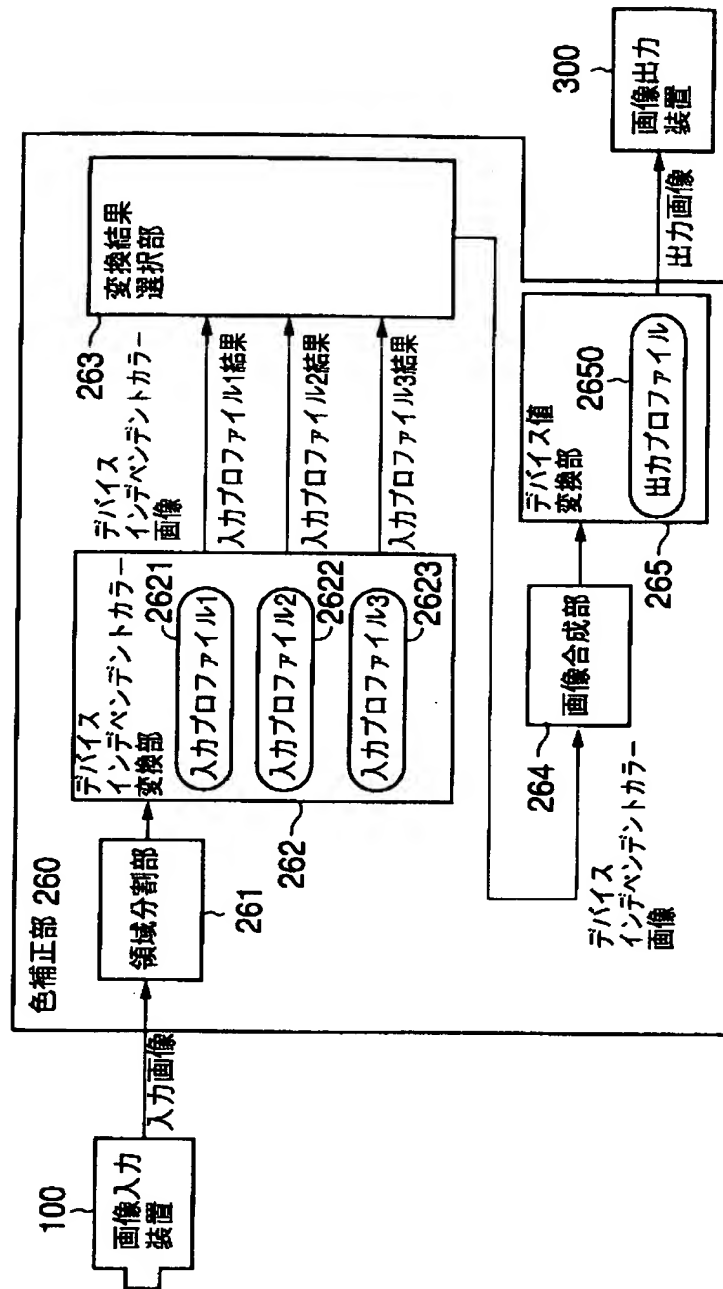 色補正部 260
100
画像入力
装置
入力画像
領域分割部
261
デバイス
インデペンデントカラー
変換部
入力プロファイル1
2621
入力プロファイル2
2622
入力プロファイル3
2623
262
デバイス
インデペンデントカラー
画像
入力プロファイル1結果
入力プロファイル2結果
入力プロファイル3結果
263
変換結果
選択部
デバイス
インデペンデントカラー
画像
264
画像合成部
デバイス値
変換部
2650
出力プロファイル
265
出力画像
300
画像出力
装置